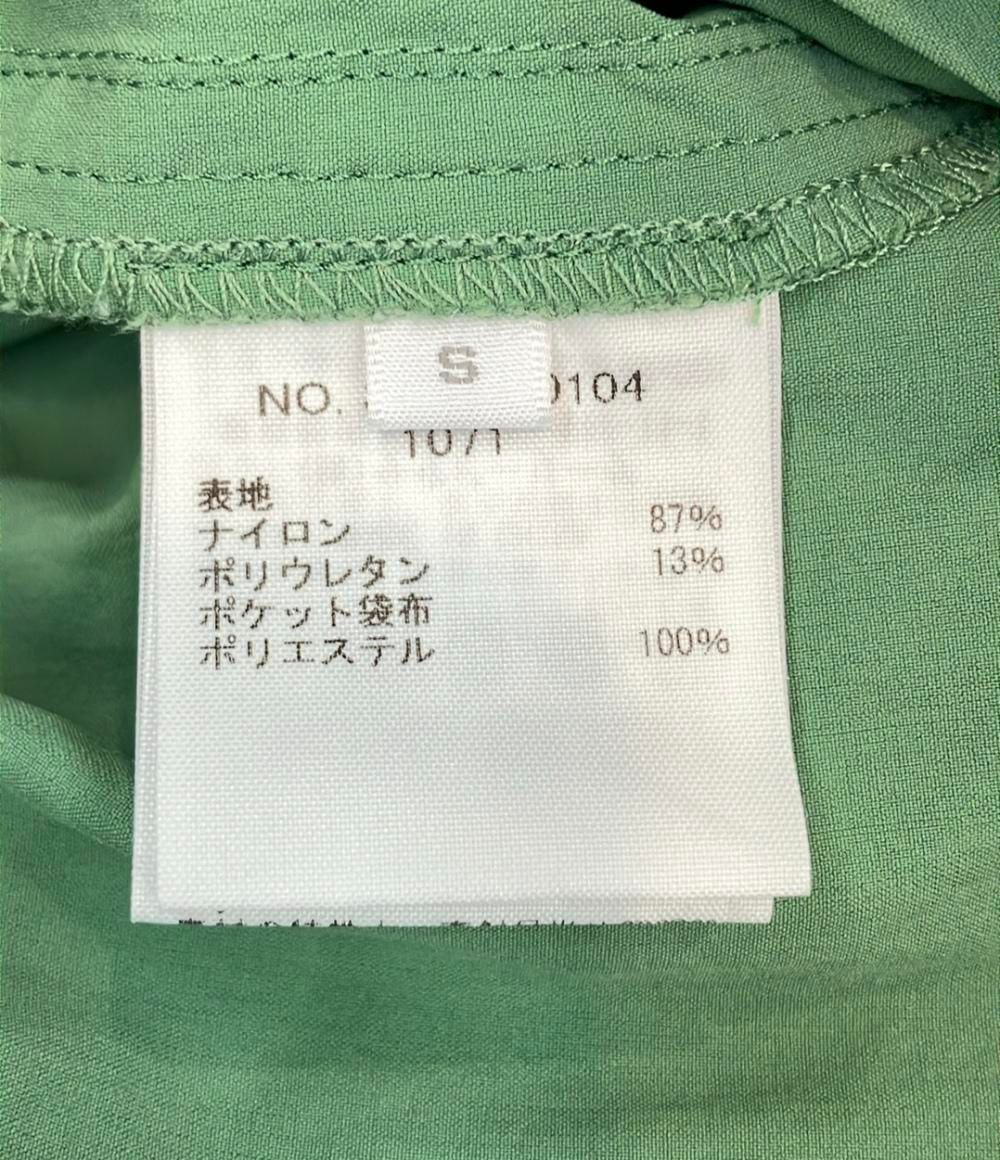 S
NO. 0104
1071
表地
ナイロン 87%
ポリウレタン 13%
ポケット袋布
ポリエステル 100%